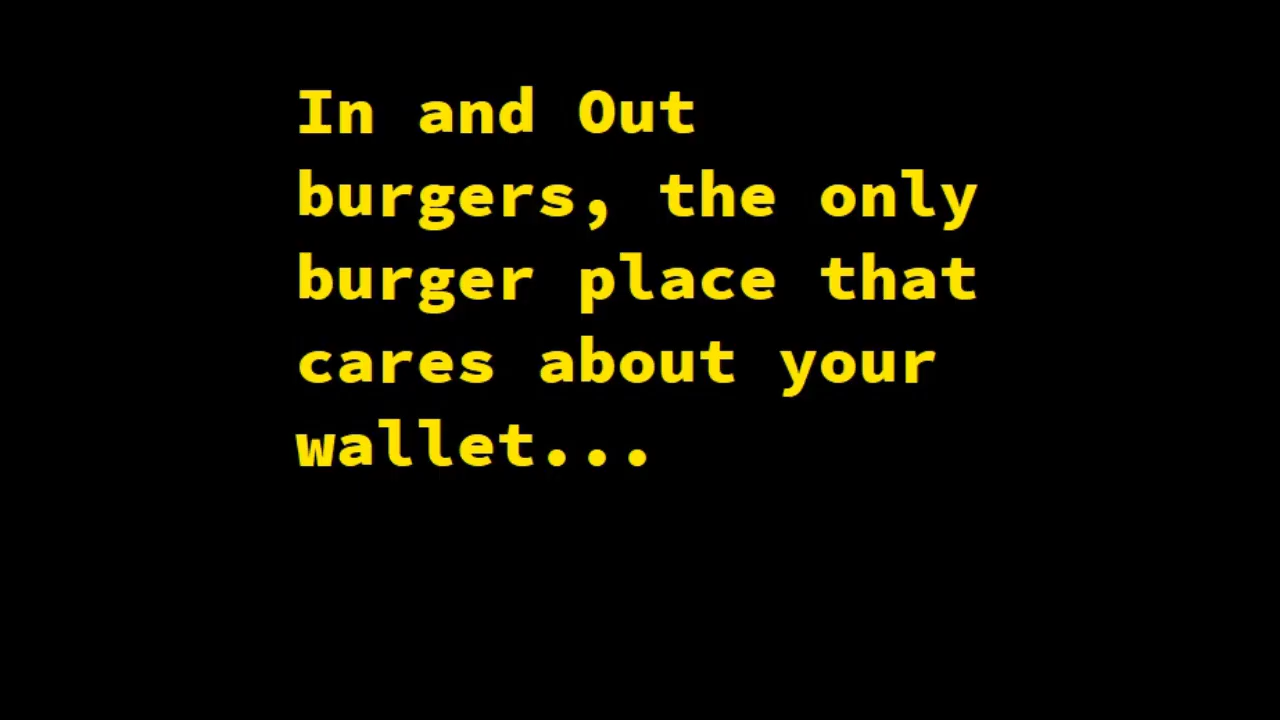 In and Out
burgers, the only
burger place that
cares about your
wallet...